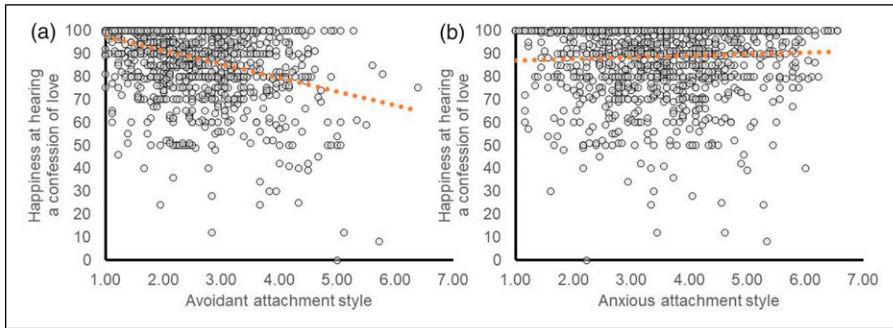 (a)
Happiness at hearing
a confession of love
100
90
80
70
60
50
40
30
20
10
0
1.00 2.00 3.00 4.00 5.00 6.00 7.00
Avoidant attachment style
(b)
Happiness at hearing
a confession of love
100
90
80
70
60
50
40
30
20
10
0
1.00 2.00 3.00 4.00 5.00 6.00 7.00
Anxious attachment style